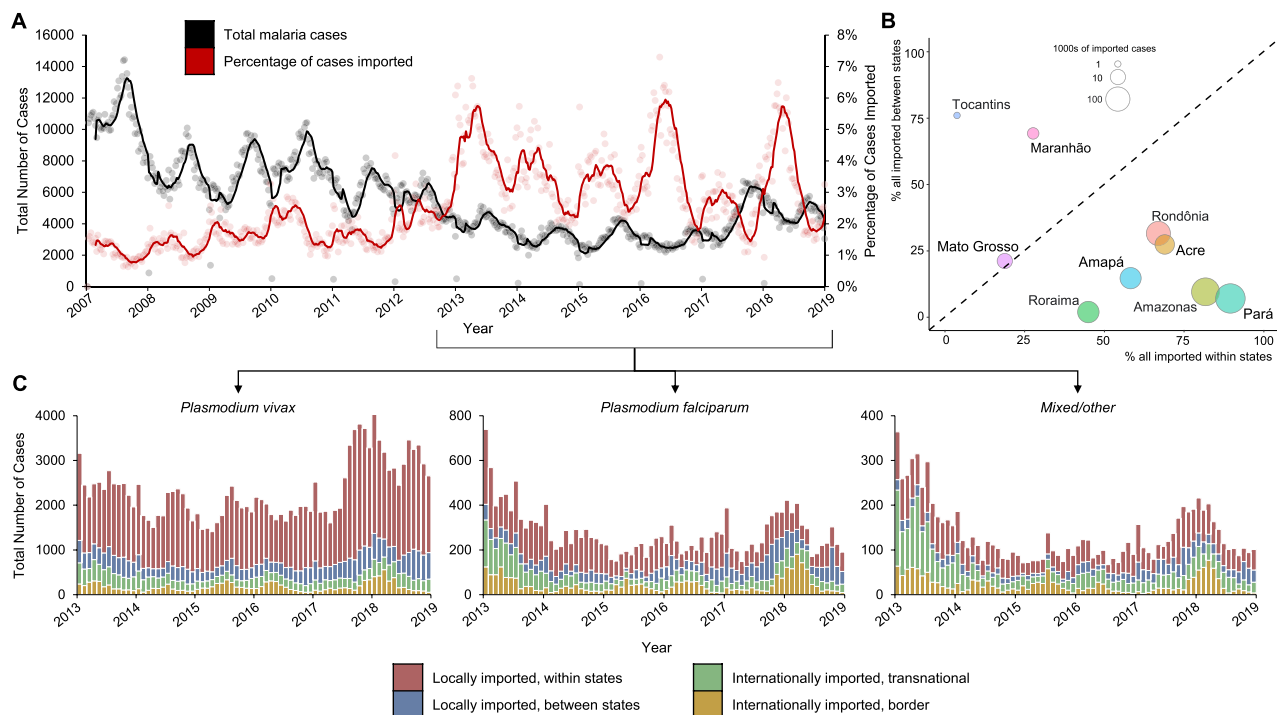 A
Total malaria cases
Percentage of cases imported
Total Number of Cases
16000
14000
12000
10000
8000
6000
4000
2000
0
8%
7%
6%
5%
4%
3%
2%
1%
0%
Percentage of Cases Imported
2007 2008 2009 2010 2011 2012 2013 2014 2015 2016 2017 2018 2019
Year
B
1000s of imported cases
1
10
100
% all imported between states
100
75
50
25
0
Tocantins
Maranhão
Rondônia
Mato Grosso
Acre
Amapá
Roraima
Amazonas
Pará
0 25 50 75 100
% all imported within states
C
Plasmodium vivax
Total Number of Cases
4000
3000
2000
1000
0
2013 2014 2015 2016 2017 2018 2019
Plasmodium falciparum
800
600
400
200
0
2013 2014 2015 2016 2017 2018 2019
Mixed/other
400
300
200
100
0
2013 2014 2015 2016 2017 2018 2019
Year
Locally imported, within states
Locally imported, between states
Internationally imported, transnational
Internationally imported, border